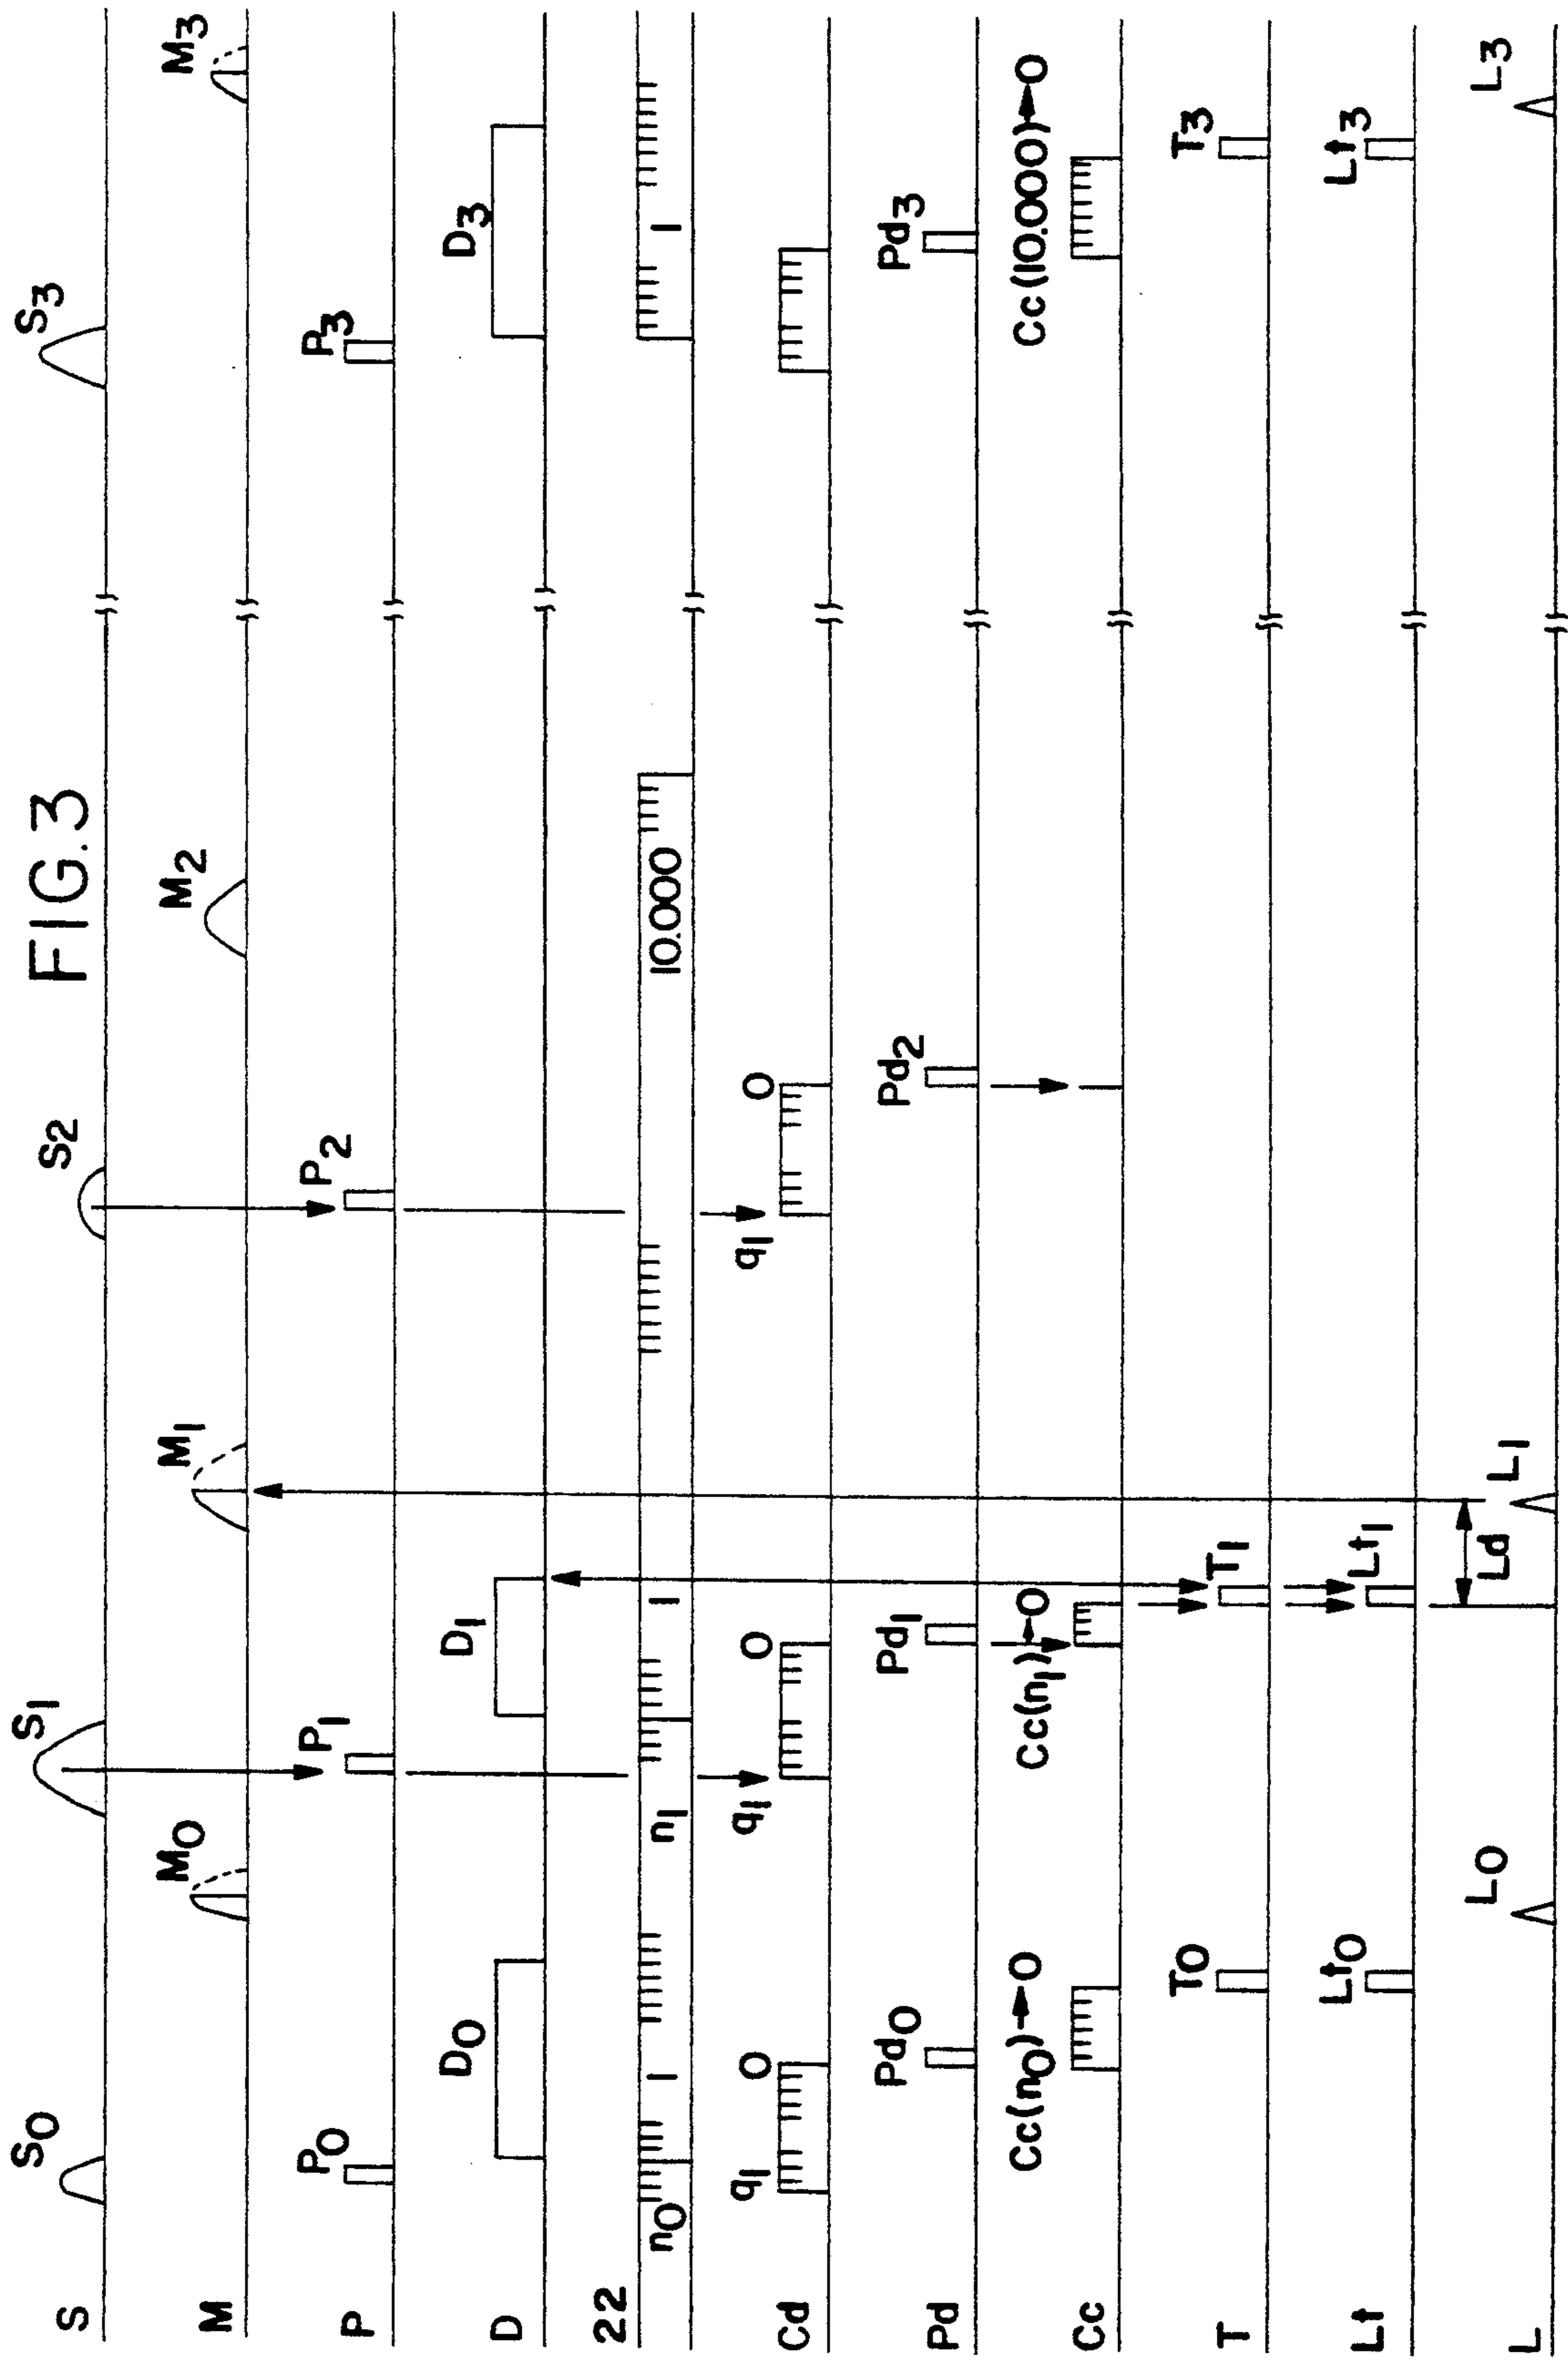 FIG.3
S S0 S1 S2 S3
M M0 M1 M2 M3
P P0 P1 P2 P3
D D0 D1 D3
22 n0 1 n1 1 10.000 1
Cd q1 0 q1 0 q1 0
Pd Pd0 Pd1 Pd2 Pd3
Cc Cc(n0)→0 Cc(n1)→0 Cc(10.000)→0
T T0 T1 T3
Lt Lt0 Lt1 Lt3
L L0 Ld L1 L3